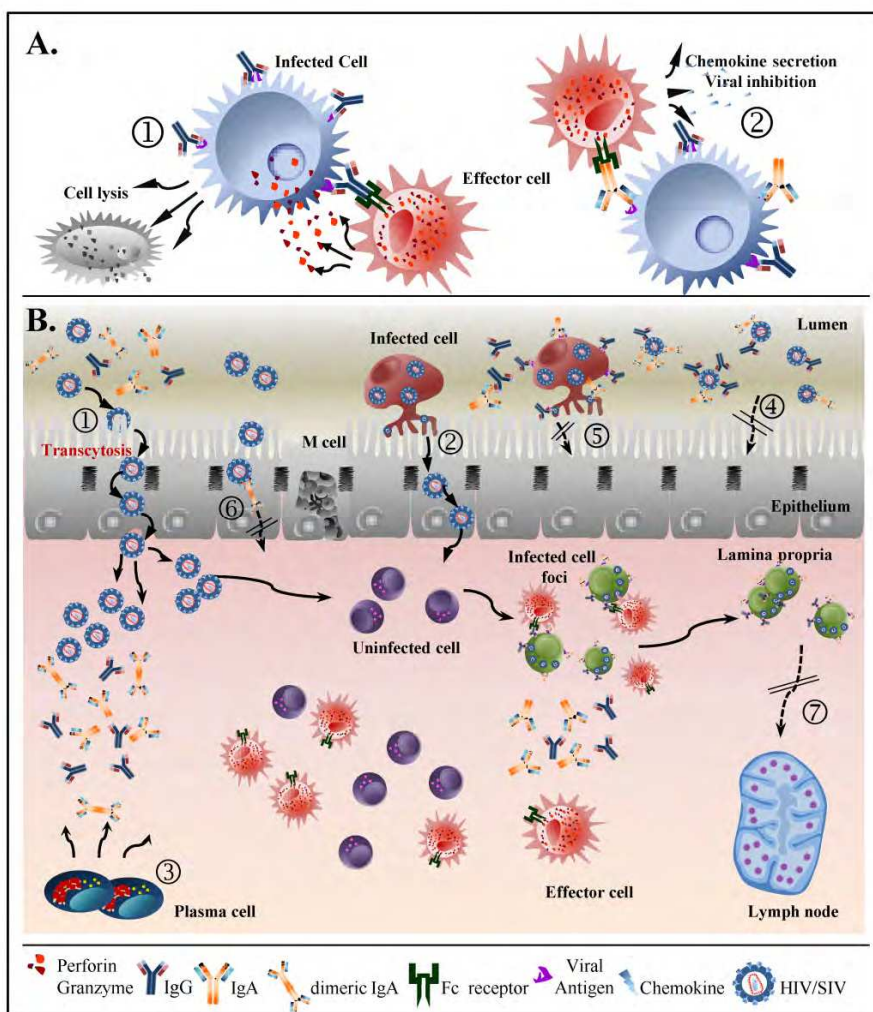 A.
Infected Cell
①
Cell lysis
Effector cell
Chemokine secretion
Viral inhibition
②
B.
Lumen
Infected cell
①
Transcytosis
M cell
②
⑤
④
⑥
Epithelium
Infected cell
foci
Lamina propria
Uninfected cell
⑦
③
Plasma cell
Effector cell
Lymph node
Perforin
Granzyme
IgG
IgA
dimeric IgA
Fc receptor
Viral
Antigen
Chemokine
HIV/SIV